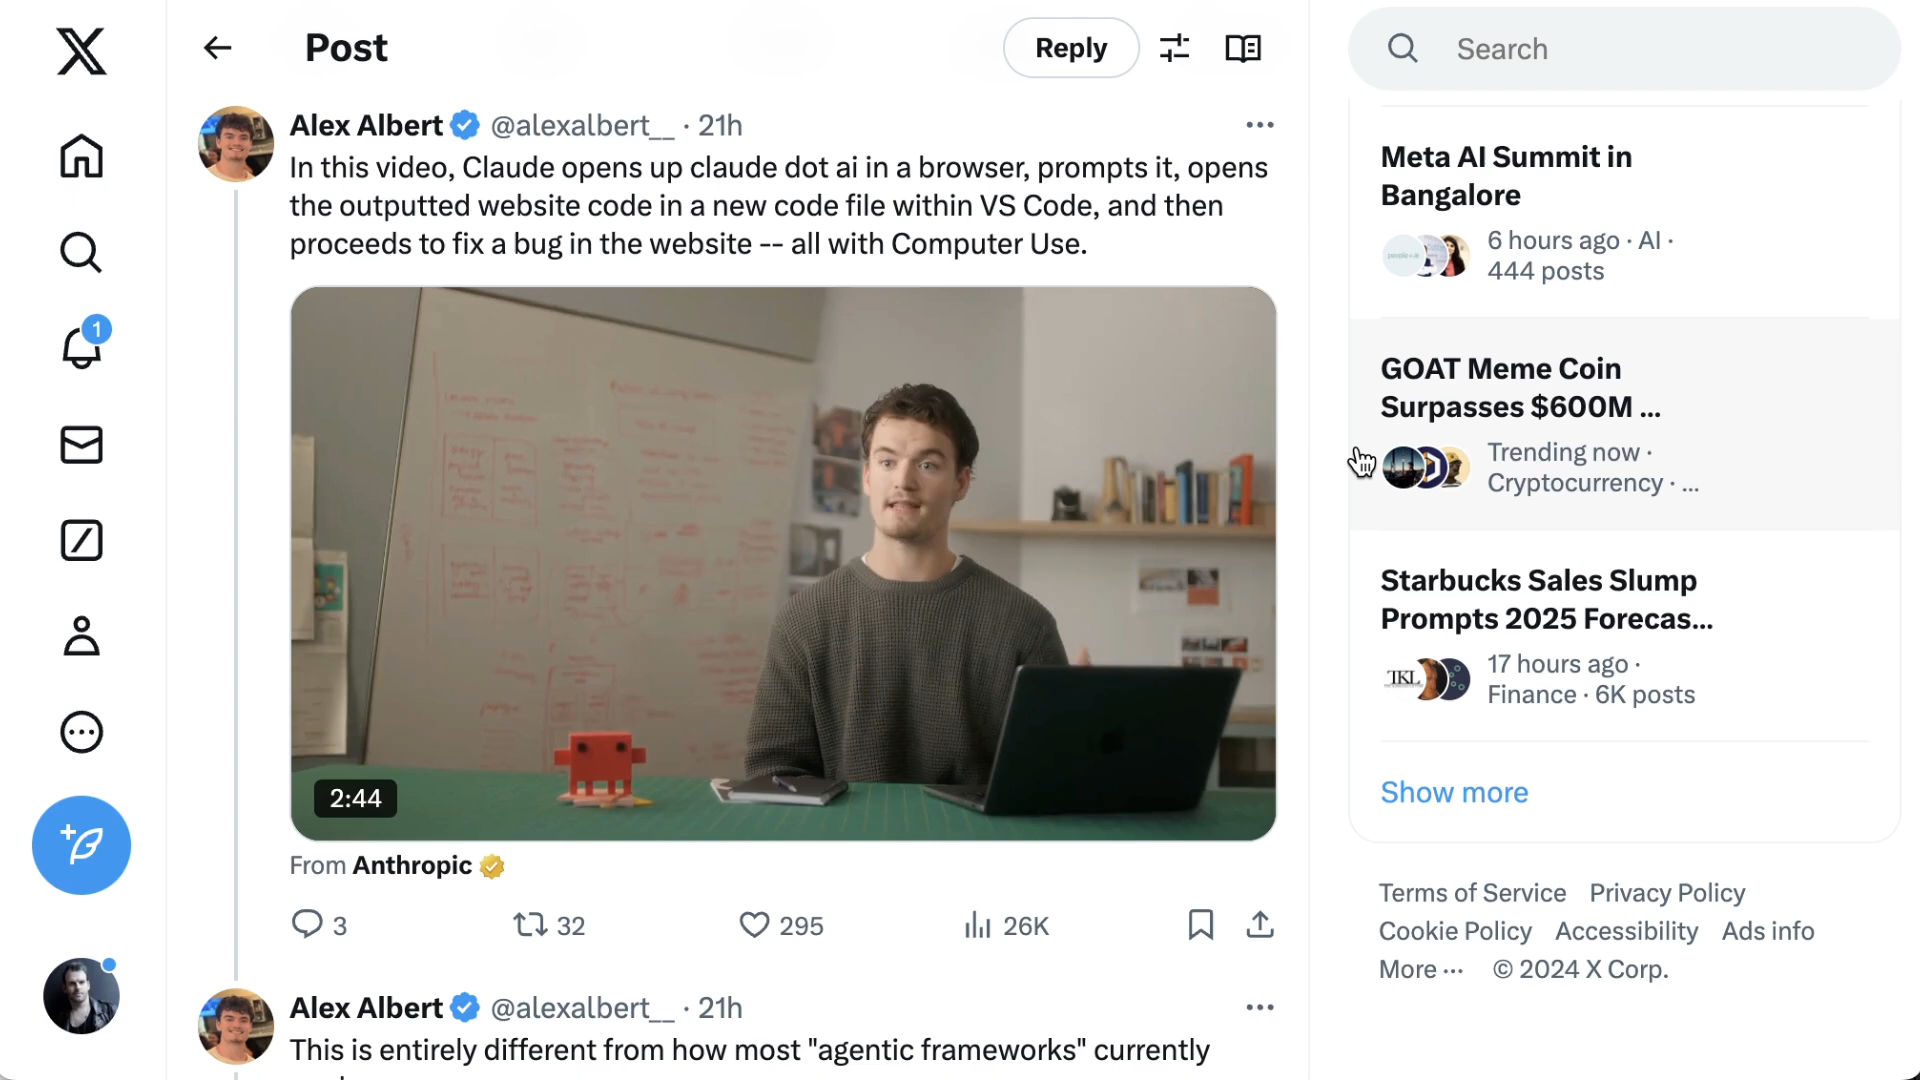 Post
Reply
Search
1
Alex Albert @alexalbert__ · 21h
In this video, Claude opens up claude dot ai in a browser, prompts it, opens
the outputted website code in a new code file within VS Code, and then
proceeds to fix a bug in the website -- all with Computer Use.
2:44
From Anthropic
3
32
295
26K
Alex Albert @alexalbert__ · 21h
This is entirely different from how most "agentic frameworks" currently
Meta AI Summit in
Bangalore
6 hours ago · AI ·
444 posts
GOAT Meme Coin
Surpasses $600M ...
Trending now ·
Cryptocurrency · ...
Starbucks Sales Slump
Prompts 2025 Forecas...
TKL
17 hours ago ·
Finance · 6K posts
Show more
Terms of Service Privacy Policy
Cookie Policy Accessibility Ads info
More ··· © 2024 X Corp.